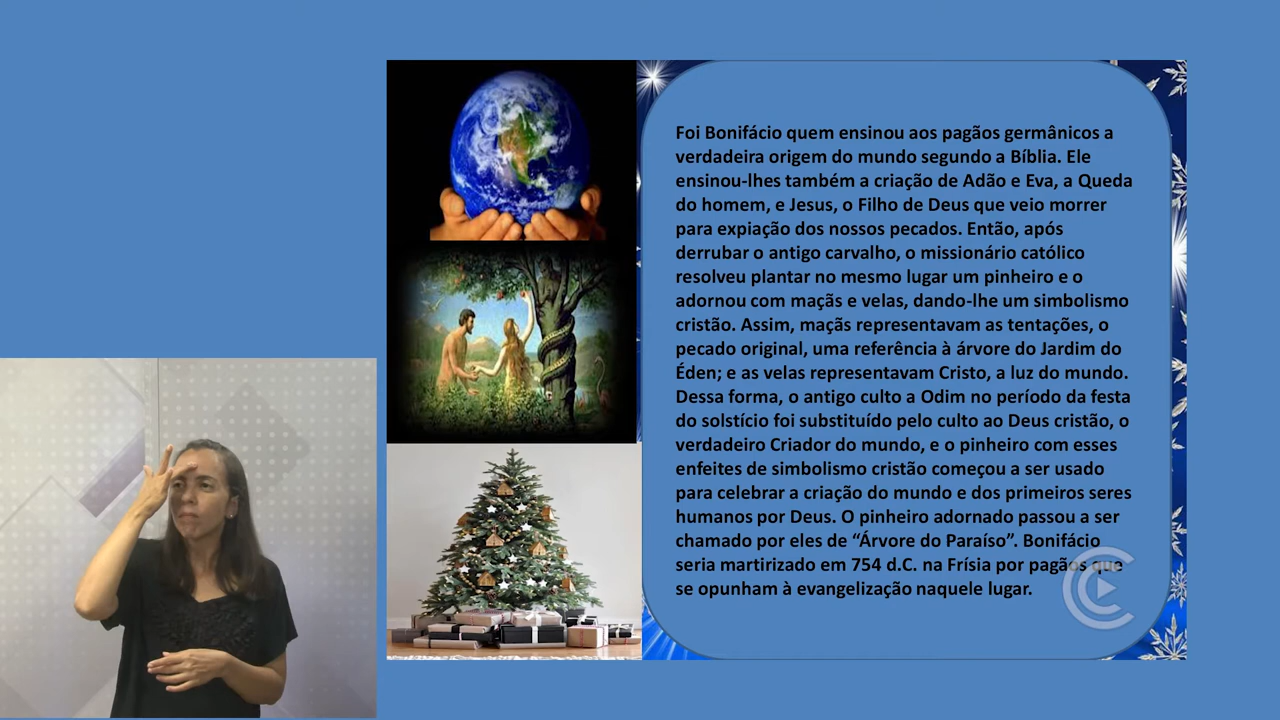 Foi Bonifácio quem ensinou aos pagãos germânicos a
verdadeira origem do mundo segundo a Bíblia. Ele
ensinou-lhes também a criação de Adão e Eva, a Queda
do homem, e Jesus, o Filho de Deus que veio morrer
para expiação dos nossos pecados. Então, após
derrubar o antigo carvalho, o missionário católico
resolveu plantar no mesmo lugar um pinheiro e o
adornou com maçãs e velas, dando-lhe um simbolismo
cristão. Assim, maçãs representavam as tentações, o
pecado original, uma referência à árvore do Jardim do
Éden; e as velas representavam Cristo, a luz do mundo.
Dessa forma, o antigo culto a Odim no período da festa
do solstício foi substituído pelo culto ao Deus cristão, o
verdadeiro Criador do mundo, e o pinheiro com esses
enfeites de simbolismo cristão começou a ser usado
para celebrar a criação do mundo e dos primeiros seres
humanos por Deus. O pinheiro adornado passou a ser
chamado por eles de “Árvore do Paraíso”. Bonifácio
seria martirizado em 754 d.C. na Frísia por pagãos que
se opunham à evangelização naquele lugar.